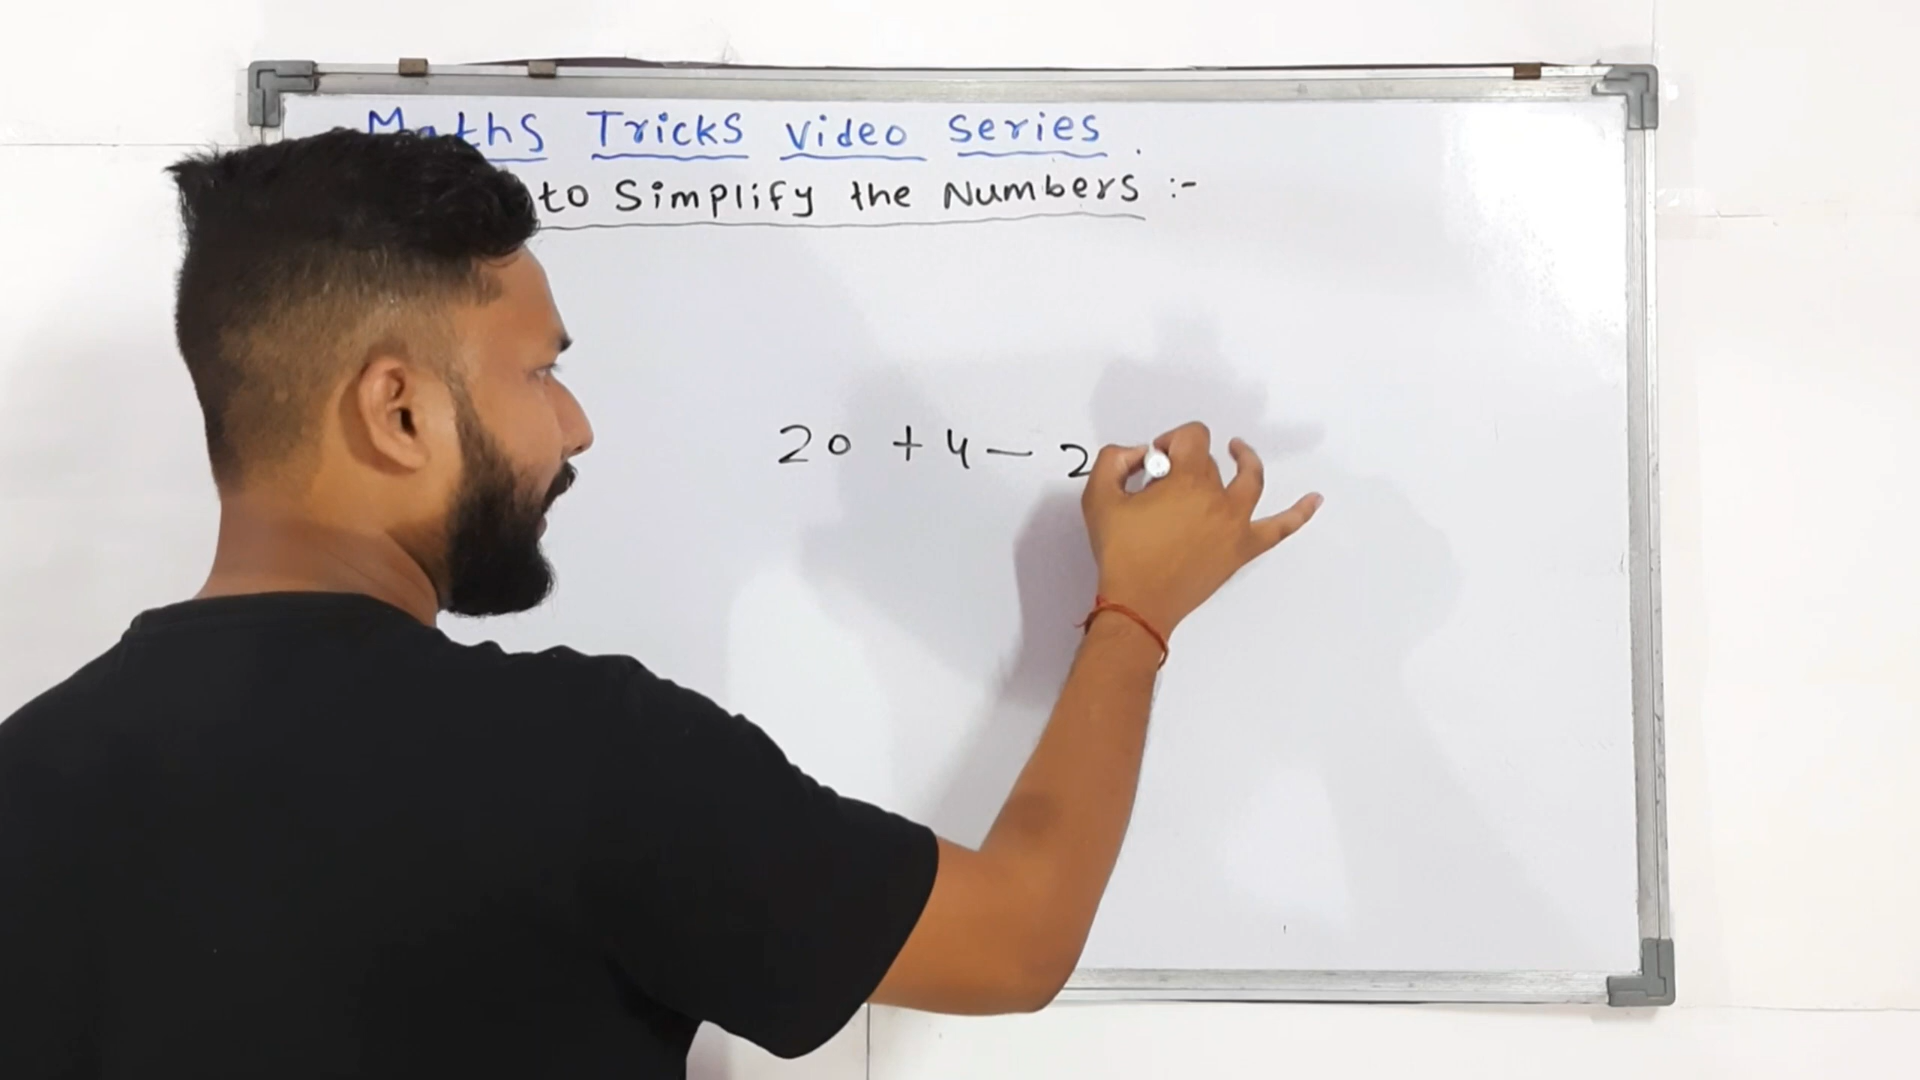 Maths Tricks Video Series .
to Simplify the Numbers :-
20 + 4 - 2